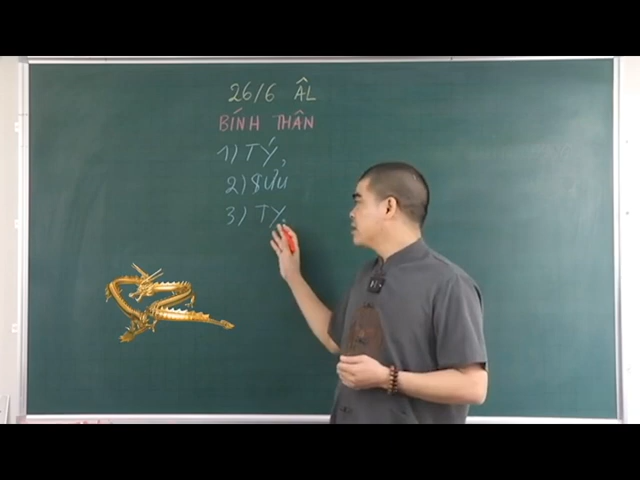 26/6 ÂL
BÍNH THÂN
1) TÝ,
2) SỬU
3) TỴ.